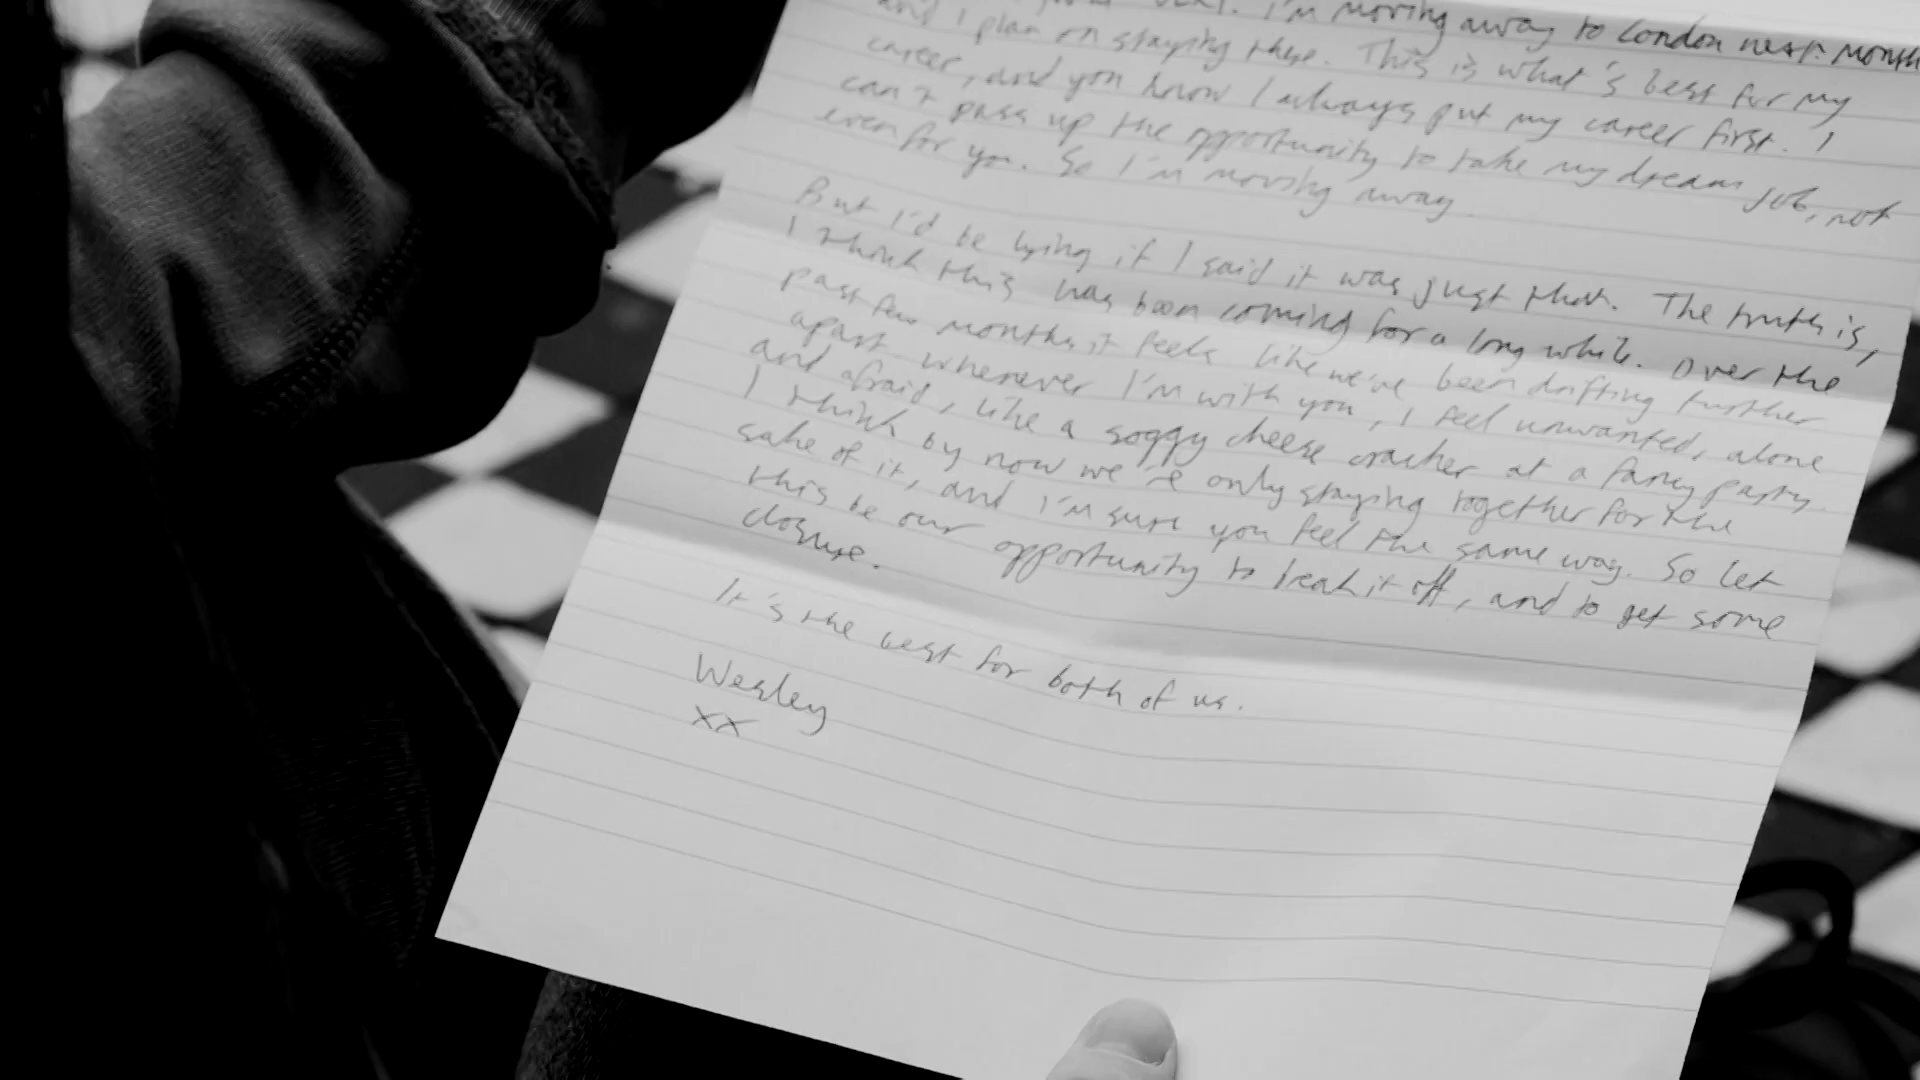 I'm moving away to London next month
and I plan on staying there. This is what's best for my
career, and you know I always put my career first. I
can't pass up the opportunity to take my dream job, not
even for you. So I'm moving away.
But I'd be lying if I said it was just that. The truth is,
I think this has been coming for a long while. Over the
past few months it feels like we've been drifting further
apart. Whenever I'm with you, I feel unwanted, alone
and afraid, like a soggy cheese cracker at a fancy party.
I think by now we're only staying together for the
sake of it, and I'm sure you feel the same way. So let
this be our opportunity to break it off, and to get some
closure.
It's the best for both of us.
Wesley
xx